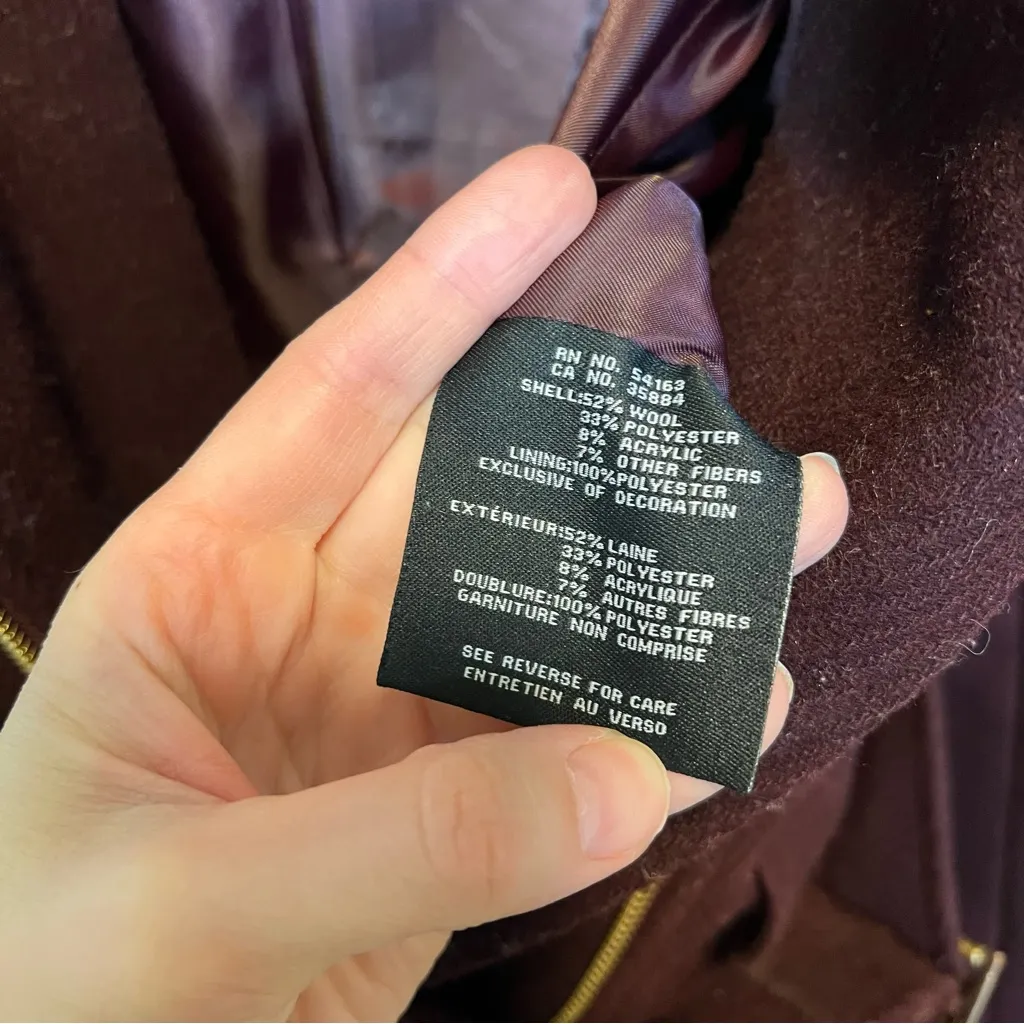 RN NO. 54163
CA NO. 35884
SHELL:52% WOOL
33% POLYESTER
8% ACRYLIC
7% OTHER FIBERS
LINING:100%POLYESTER
EXCLUSIVE OF DECORATION
EXTÉRIEUR:52% LAINE
33% POLYESTER
8% ACRYLIQUE
7% AUTRES FIBRES
DOUBLURE:100% POLYESTER
GARNITURE NON COMPRISE
SEE REVERSE FOR CARE
ENTRETIEN AU VERSO